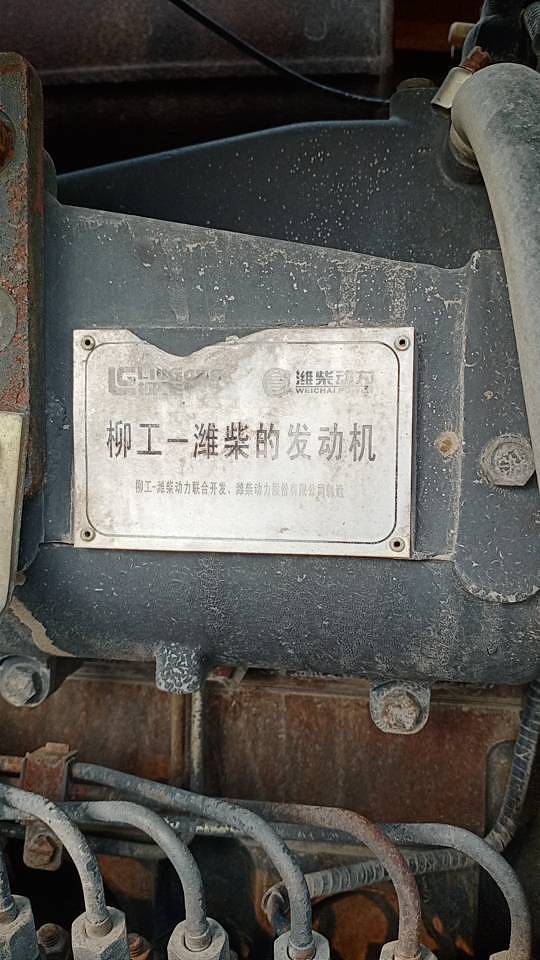 LG LIUGONG
潍柴动力
WEICHAI POWER
柳工－潍柴的发动机
柳工-潍柴动力联合开发、潍柴动力股份有限公司制造